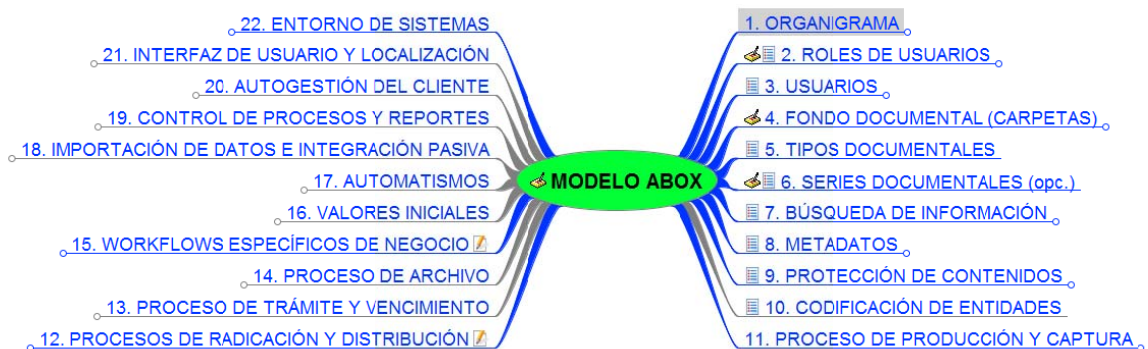 MODELO ABOX
1. ORGANIGRAMA
2. ROLES DE USUARIOS
3. USUARIOS
4. FONDO DOCUMENTAL (CARPETAS)
5. TIPOS DOCUMENTALES
6. SERIES DOCUMENTALES (opc.)
7. BÚSQUEDA DE INFORMACIÓN
8. METADATOS
9. PROTECCIÓN DE CONTENIDOS
10. CODIFICACIÓN DE ENTIDADES
11. PROCESO DE PRODUCCIÓN Y CAPTURA
12. PROCESOS DE RADICACIÓN Y DISTRIBUCIÓN
13. PROCESO DE TRÁMITE Y VENCIMIENTO
14. PROCESO DE ARCHIVO
15. WORKFLOWS ESPECÍFICOS DE NEGOCIO
16. VALORES INICIALES
17. AUTOMATISMOS
18. IMPORTACIÓN DE DATOS E INTEGRACIÓN PASIVA
19. CONTROL DE PROCESOS Y REPORTES
20. AUTOGESTIÓN DEL CLIENTE
21. INTERFAZ DE USUARIO Y LOCALIZACIÓN
22. ENTORNO DE SISTEMAS